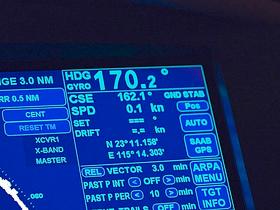 GE 3.0 NM
HDG GYRO 170.2°
RR 0.5 NM
CSE 162.1° GND STAB
SPD 0.1 kn Pos
CENT
SET === °
AUTO
RESET TM
DRIFT =.= kn
XCVR1
N 23°11.158'
SAAB GPS
X-BAND
E 115°14.303'
MASTER
REL VECTOR 3.0 min
ARPA MENU
PAST P INT < OFF > min
060
PAST P PER < 10 > min
TGT INFO
OFF min